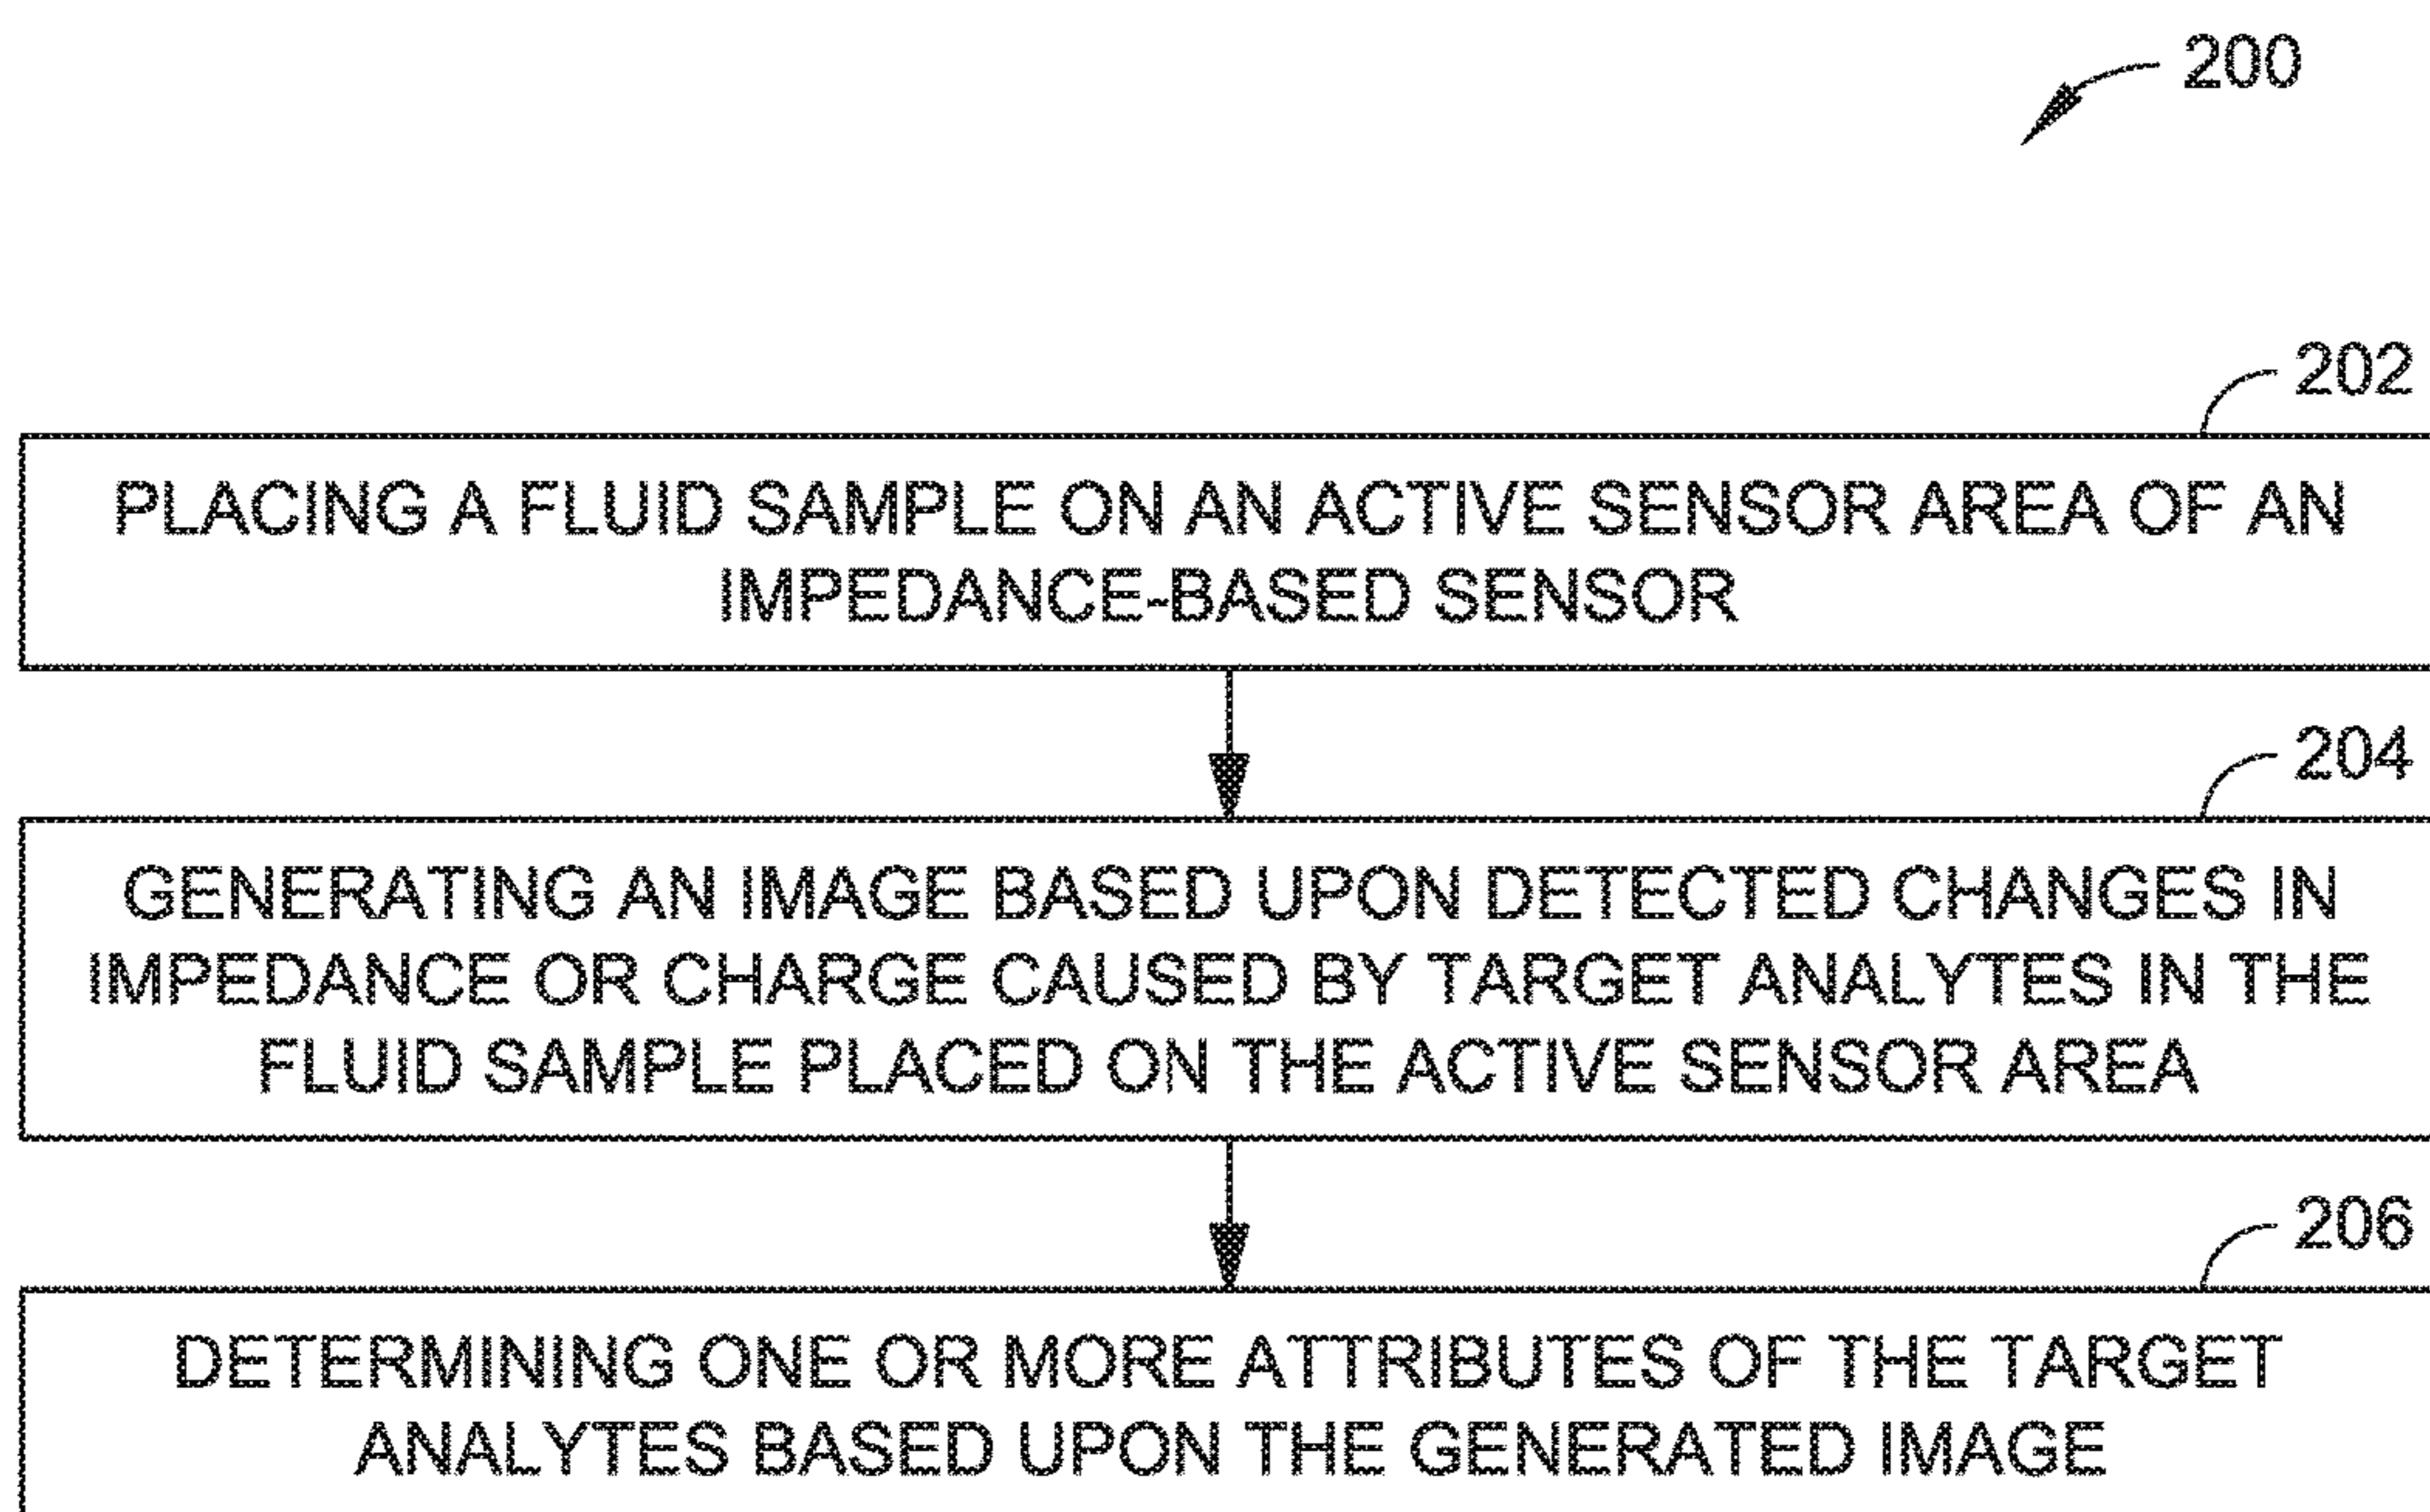 200
202
PLACING A FLUID SAMPLE ON AN ACTIVE SENSOR AREA OF AN
IMPEDANCE-BASED SENSOR
204
GENERATING AN IMAGE BASED UPON DETECTED CHANGES IN
IMPEDANCE OR CHARGE CAUSED BY TARGET ANALYTES IN THE
FLUID SAMPLE PLACED ON THE ACTIVE SENSOR AREA
206
DETERMINING ONE OR MORE ATTRIBUTES OF THE TARGET
ANALYTES BASED UPON THE GENERATED IMAGE